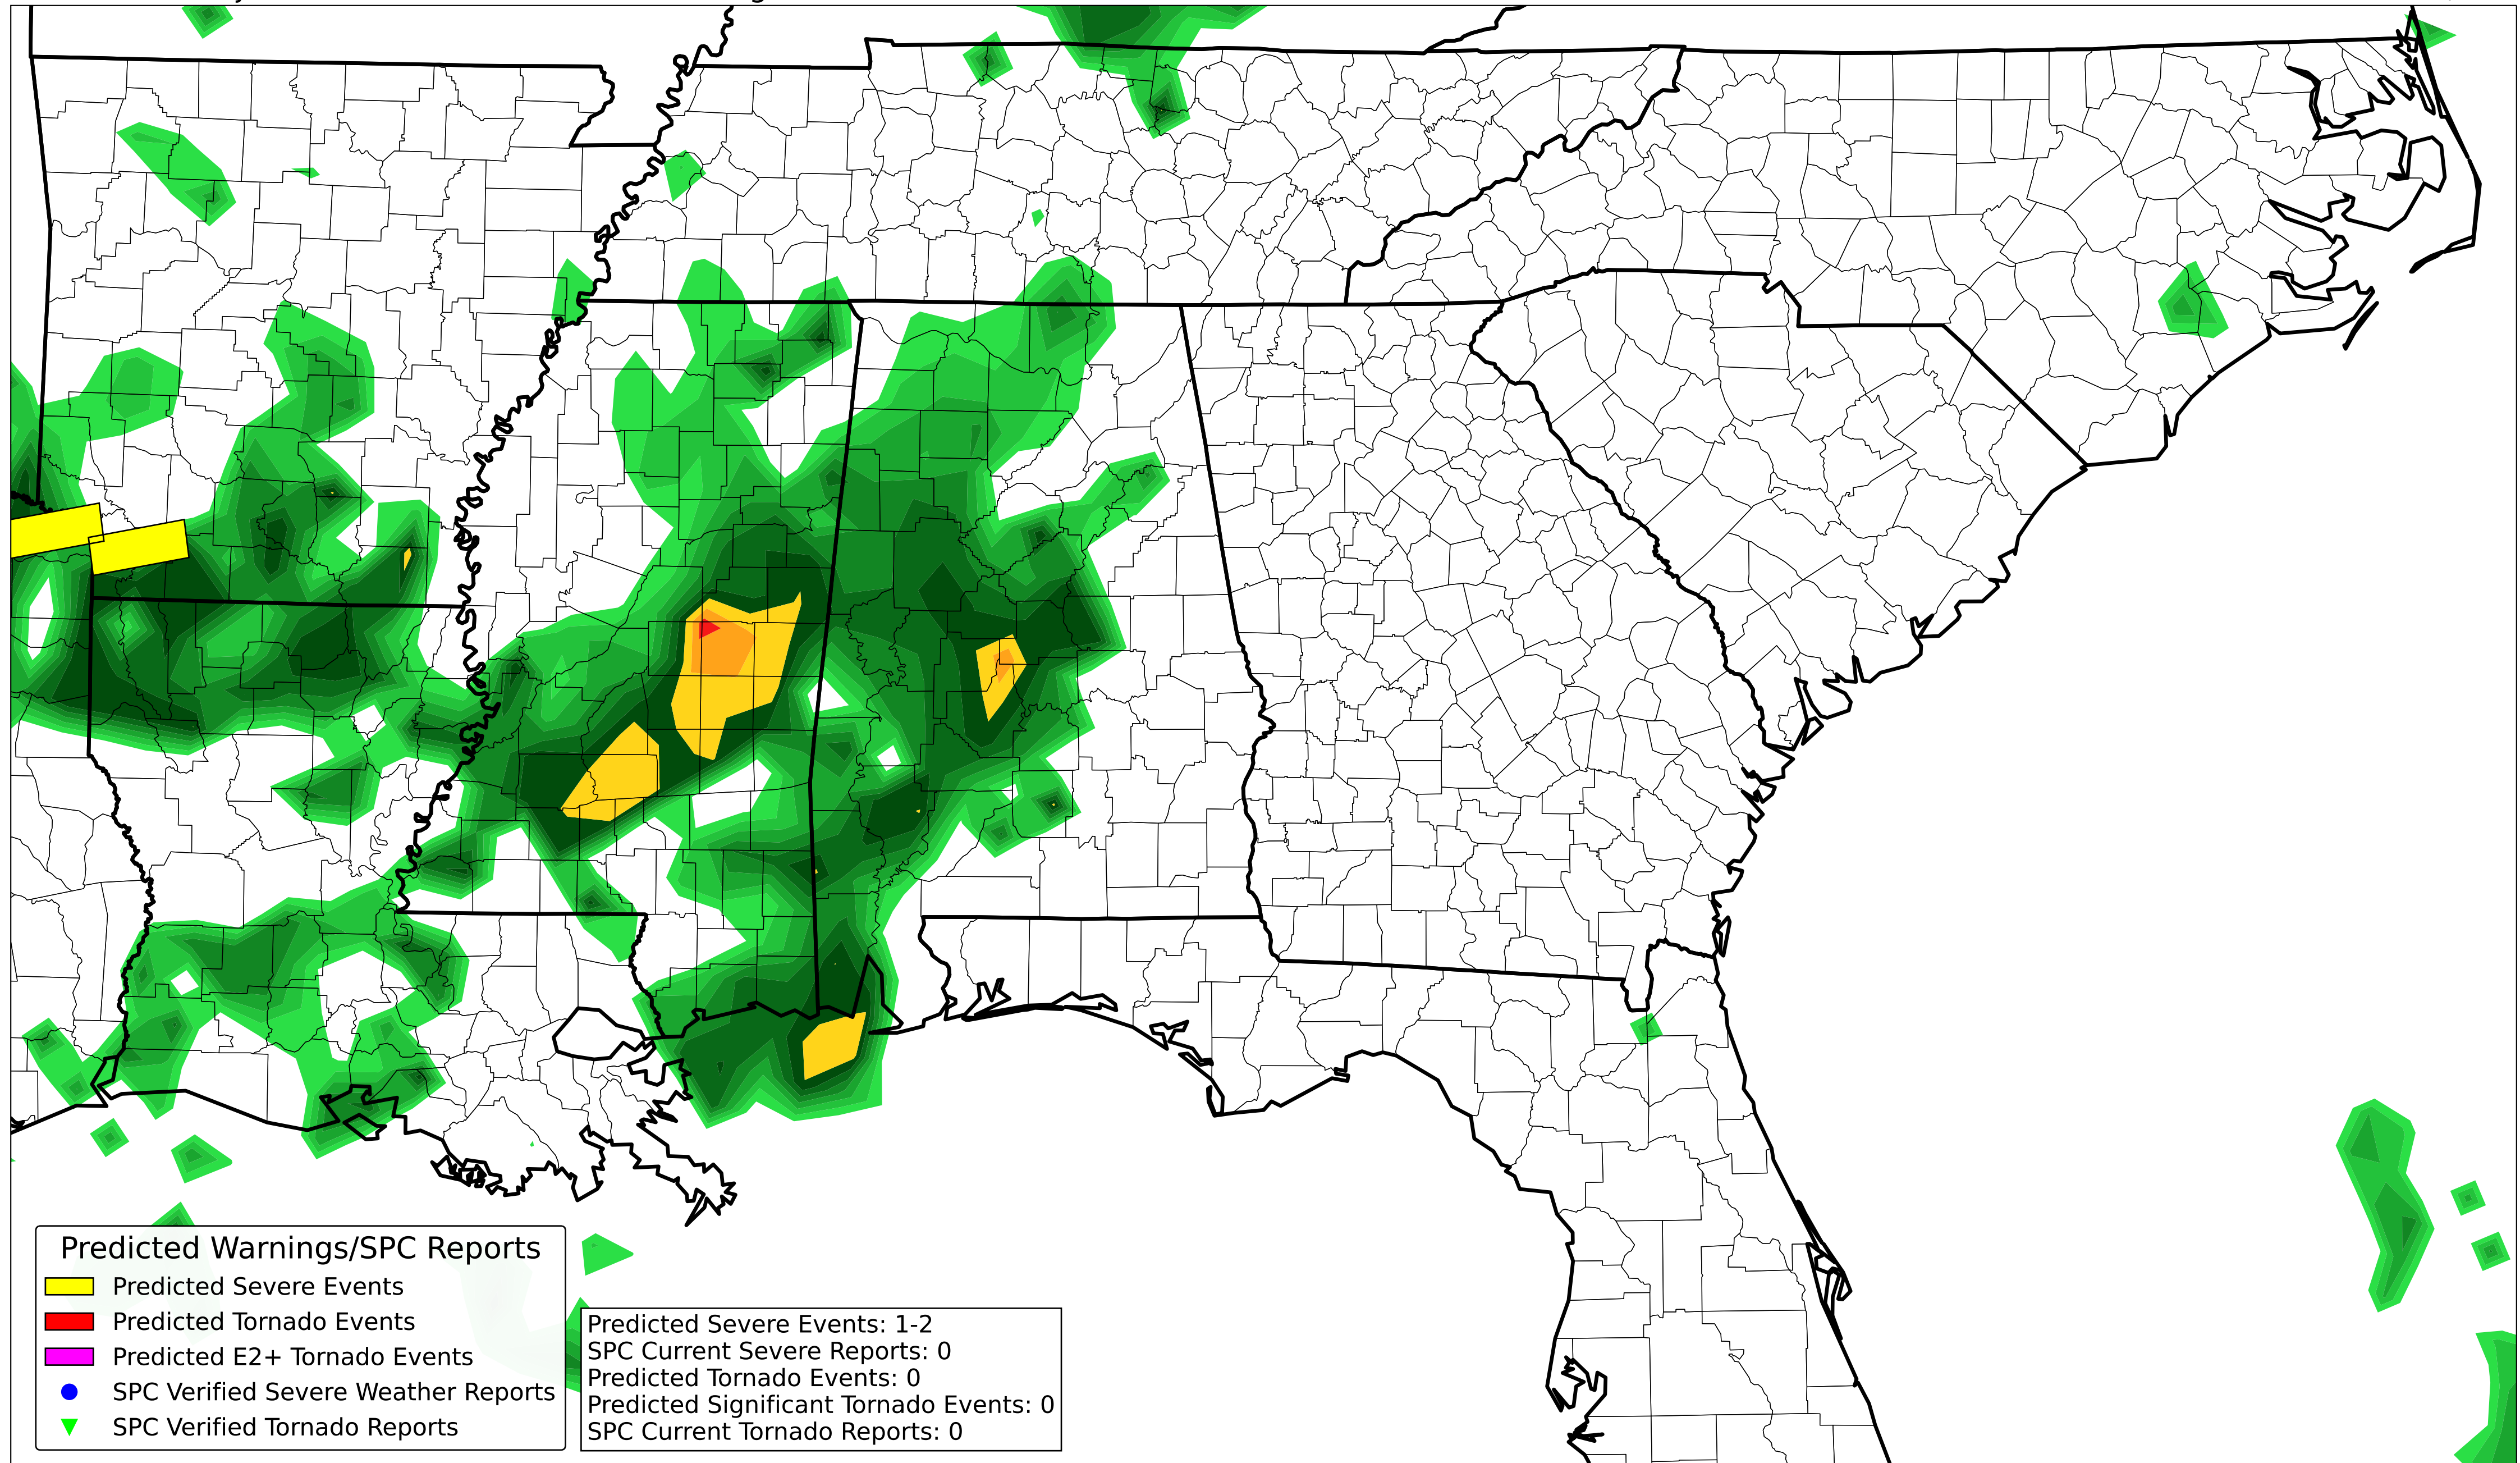 Predicted Warnings/SPC Reports
Predicted Severe Events
Predicted Tornado Events
Predicted E2+ Tornado Events
SPC Verified Severe Weather Reports
SPC Verified Tornado Reports
Predicted Severe Events: 1-2
SPC Current Severe Reports: 0
Predicted Tornado Events: 0
Predicted Significant Tornado Events: 0
SPC Current Tornado Reports: 0